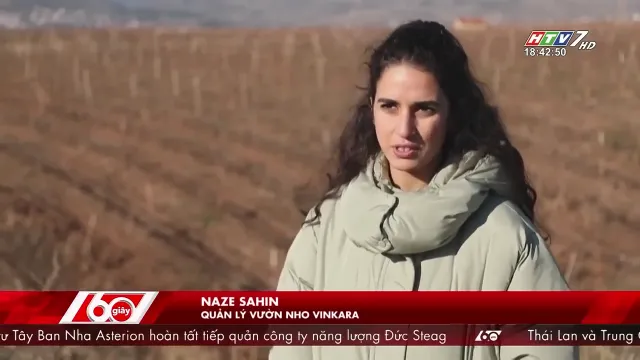 HTV7 HD
18:42:50
60 giây
NAZE SAHIN
QUẢN LÝ VƯỜN NHO VINKARA
ư Tây Ban Nha Asterion hoàn tất tiếp quản công ty năng lượng Đức Steag 60 Thái Lan và Trung